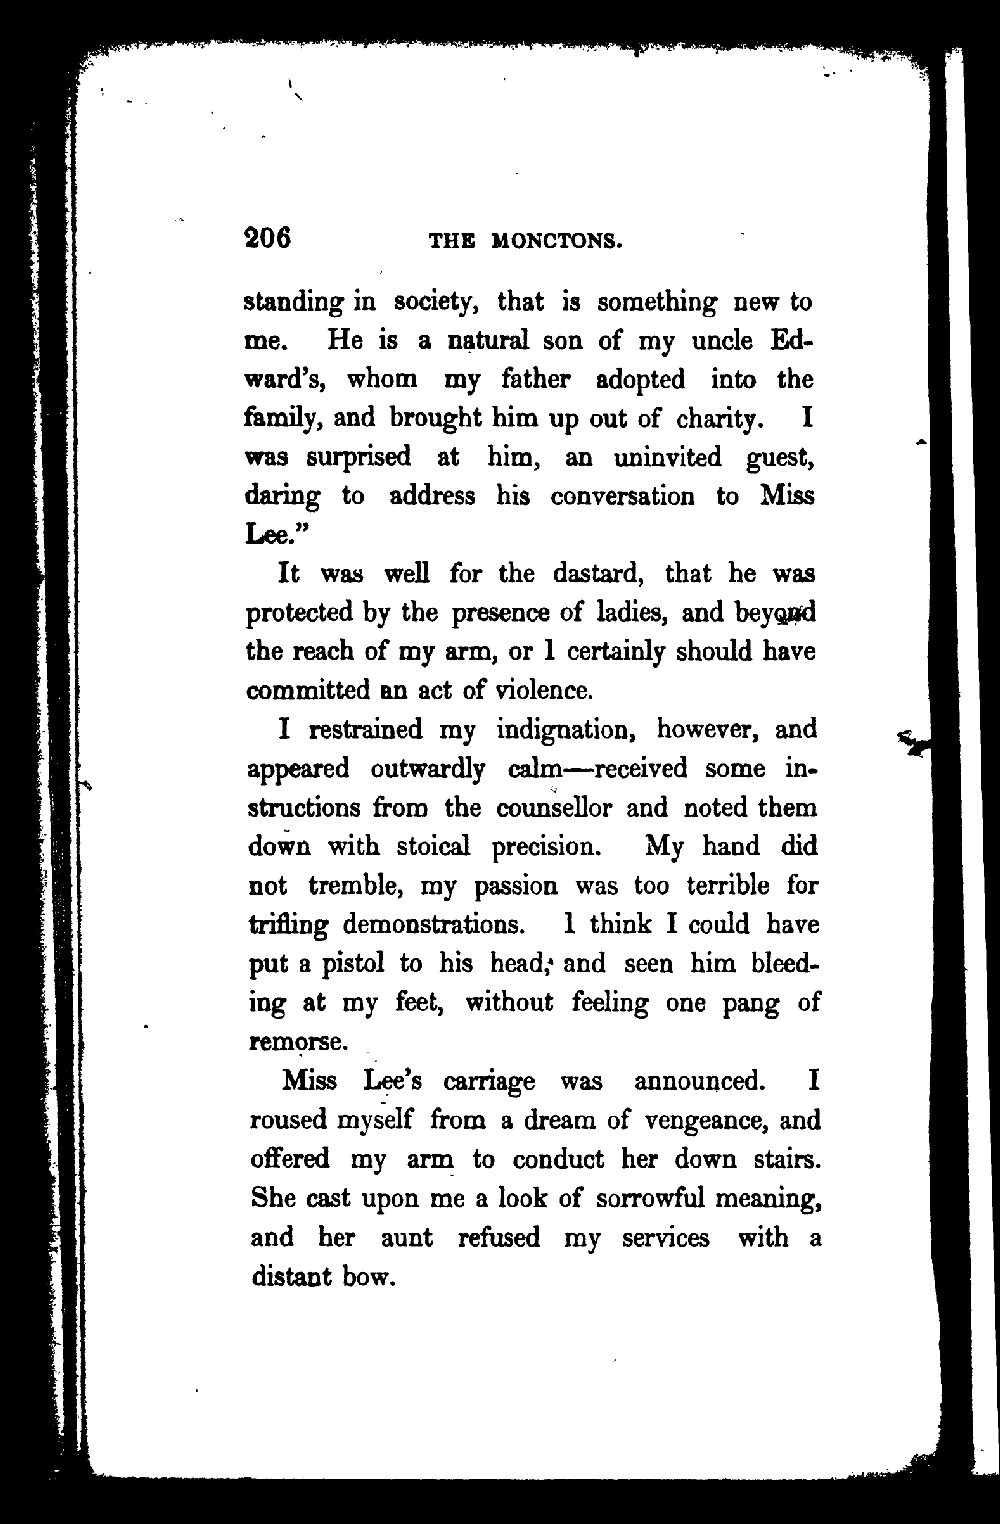 206 THE MONCTONS.
standing in society, that is something new to
me. He is a natural son of my uncle Ed-
ward's, whom my father adopted into the
family, and brought him up out of charity. I
was surprised at him, an uninvited guest,
daring to address his conversation to Miss
Lee.”
It was well for the dastard, that he was
protected by the presence of ladies, and beyond
the reach of my arm, or I certainly should have
committed an act of violence.
I restrained my indignation, however, and
appeared outwardly calm—received some in-
structions from the counsellor and noted them
down with stoical precision. My hand did
not tremble, my passion was too terrible for
trifling demonstrations. I think I could have
put a pistol to his head, and seen him bleed-
ing at my feet, without feeling one pang of
remorse.
Miss Lee's carriage was announced. I
roused myself from a dream of vengeance, and
offered my arm to conduct her down stairs.
She cast upon me a look of sorrowful meaning,
and her aunt refused my services with a
distant bow.